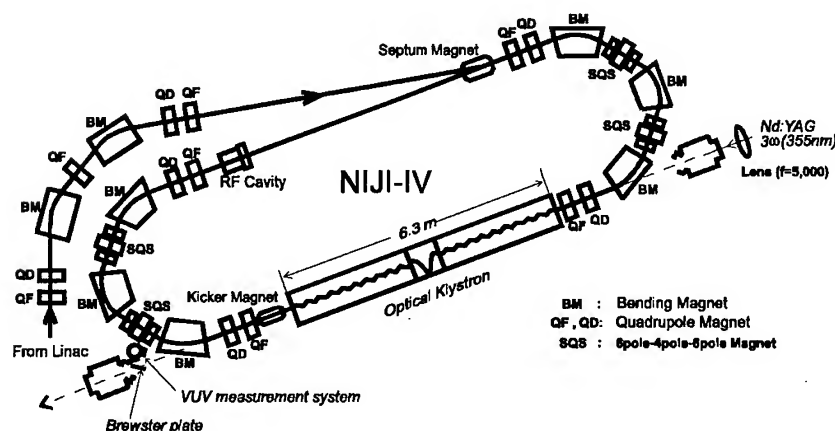 BM
QD
QF
Septum Magnet
SQS
BM
QD
QF
BM
QF
SQS
Nd:YAG
3ω(355nm)
Lens (f=5,000)
BM
QD
QF
RF Cavity
NIJI-IV
BM
BM
BM
SQS
6.3 m
QF
QD
QD
QF
BM
SQS
Kicker Magnet
Optical Klystron
From Linac
BM
QD
QF
BM : Bending Magnet
QF , QD: Quadrupole Magnet
SQS : 6pole-4pole-6pole Magnet
VUV measurement system
Brewster plate